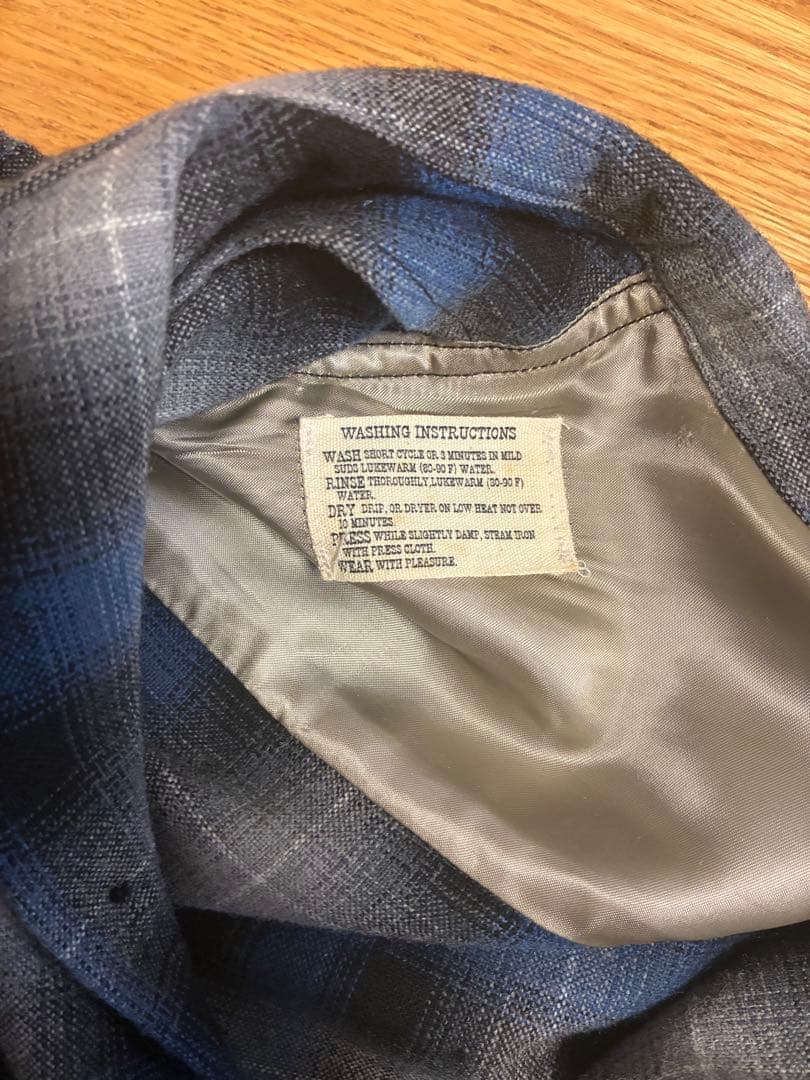 WASHING INSTRUCTIONS
WASH SHORT CYCLE OR 3 MINUTES IN MILD
SUDS LUKEWARM (80-90 F) WATER.
RINSE THOROUGHLY, LUKEWARM (80-90 F)
WATER.
DRY DRIP, OR DRYER ON LOW HEAT NOT OVER
10 MINUTES
PRESS WHILE SLIGHTLY DAMP, STEAM IRON
WITH PRESS CLOTH.
WEAR WITH PLEASURE.